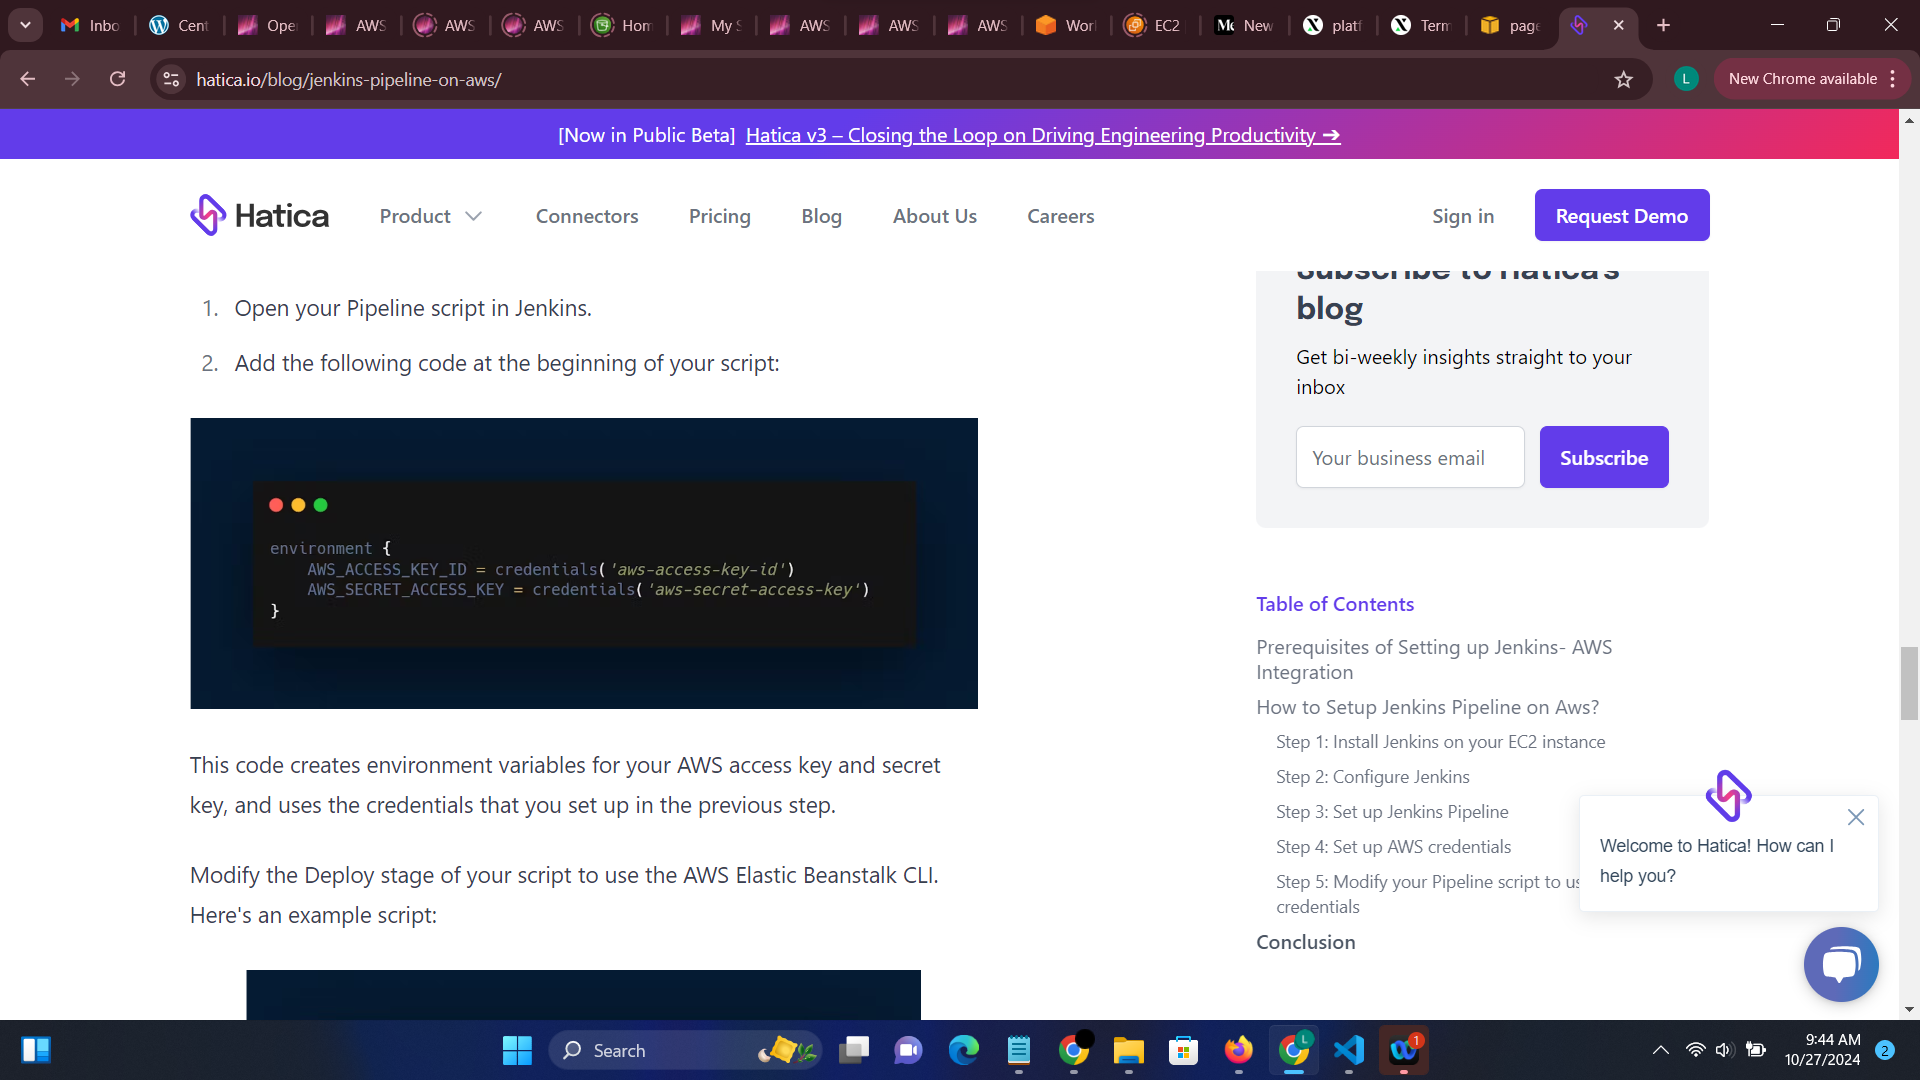 Inbo
Cent
Ope
AWS
AWS
AWS
Hom
My S
AWS
AWS
AWS
Wor
EC2
New
platf
Term
page
hatica.io/blog/jenkins-pipeline-on-aws/
L
New Chrome available
[Now in Public Beta] Hatica v3 – Closing the Loop on Driving Engineering Productivity ➔
Hatica
Product
Connectors
Pricing
Blog
About Us
Careers
Sign in
Request Demo
1. Open your Pipeline script in Jenkins.
2. Add the following code at the beginning of your script:
environment {
AWS_ACCESS_KEY_ID = credentials('aws-access-key-id')
AWS_SECRET_ACCESS_KEY = credentials('aws-secret-access-key')
}
This code creates environment variables for your AWS access key and secret
key, and uses the credentials that you set up in the previous step.
Modify the Deploy stage of your script to use the AWS Elastic Beanstalk CLI.
Here's an example script:
Subscribe to Hatica's
blog
Get bi-weekly insights straight to your
inbox
Your business email
Subscribe
Table of Contents
Prerequisites of Setting up Jenkins- AWS
Integration
How to Setup Jenkins Pipeline on Aws?
Step 1: Install Jenkins on your EC2 instance
Step 2: Configure Jenkins
Step 3: Set up Jenkins Pipeline
Step 4: Set up AWS credentials
Step 5: Modify your Pipeline script to us
credentials
Conclusion
Welcome to Hatica! How can I
help you?
Search
L
1
9:44 AM
10/27/2024
2